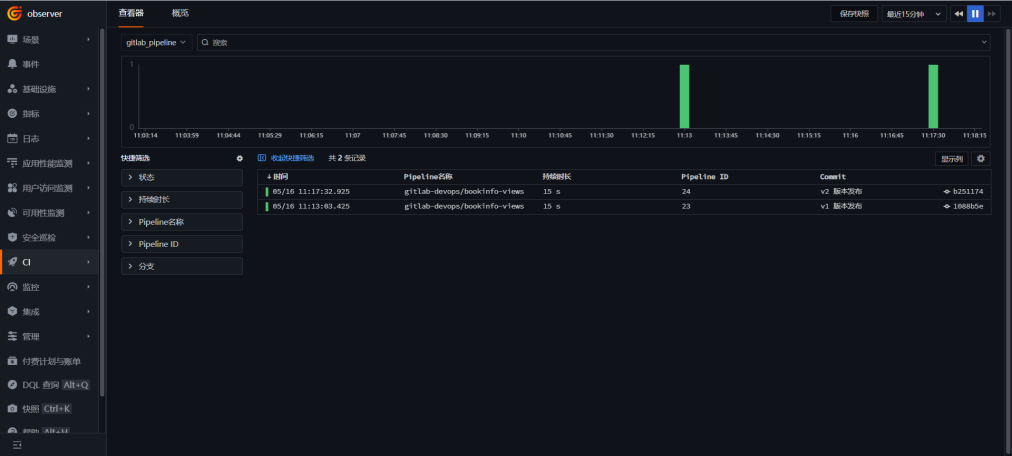 observer
查看器 概览 保存快照 最近15分钟
场景
事件
基础设施
指标
日志
应用性能监测
用户访问监测
可用性监测
安全巡检
CI
监控
集成
管理
付费计划与账单
DQL 查询 Alt+Q
快照 Ctrl+K
帮助 Alt+H
gitlab_pipeline 搜索
1
0
11:03:14 11:03:59 11:04:44 11:05:29 11:06:15 11:07 11:07:45 11:08:30 11:09:15 11:10 11:10:45 11:11:30 11:12:15 11:13 11:13:45 11:14:30 11:15:15 11:16 11:16:45 11:17:30 11:18:15
快捷筛选
状态
持续时长
Pipeline名称
Pipeline ID
分支
收起快捷筛选 共 2 条记录 显示列
时间 Pipeline名称 持续时长 Pipeline ID Commit
05/16 11:17:32.925 gitlab-devops/bookinfo-views 15 s 24 v2 版本发布 b251174
05/16 11:13:03.425 gitlab-devops/bookinfo-views 15 s 23 v1 版本发布 1088b5e